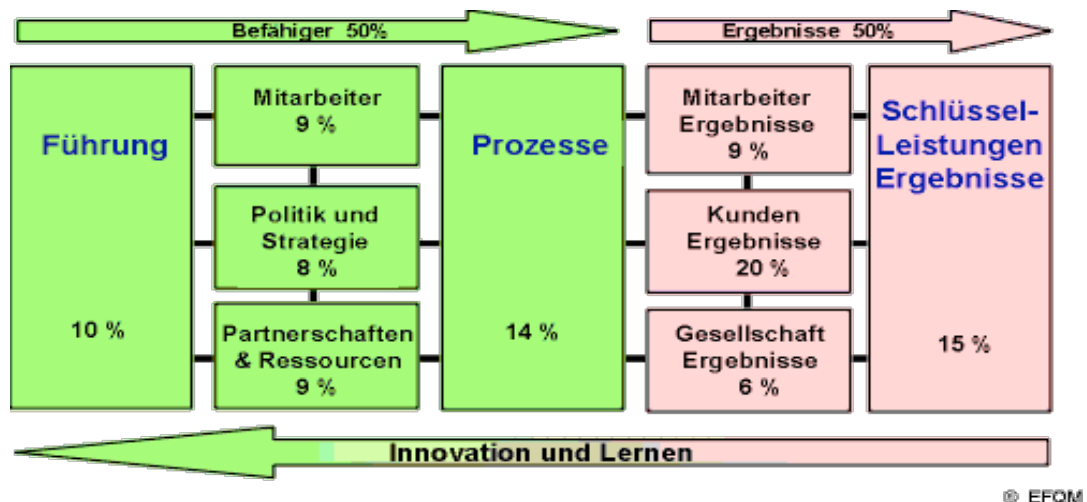 Befähiger 50%
Ergebnisse 50%
Führung
10 %
Mitarbeiter
9 %
Politik und
Strategie
8 %
Partnerschaften
& Ressourcen
9 %
Prozesse
14 %
Mitarbeiter
Ergebnisse
9 %
Kunden
Ergebnisse
20 %
Gesellschaft
Ergebnisse
6 %
Schlüssel-
Leistungen
Ergebnisse
15 %
Innovation und Lernen
® EFQM